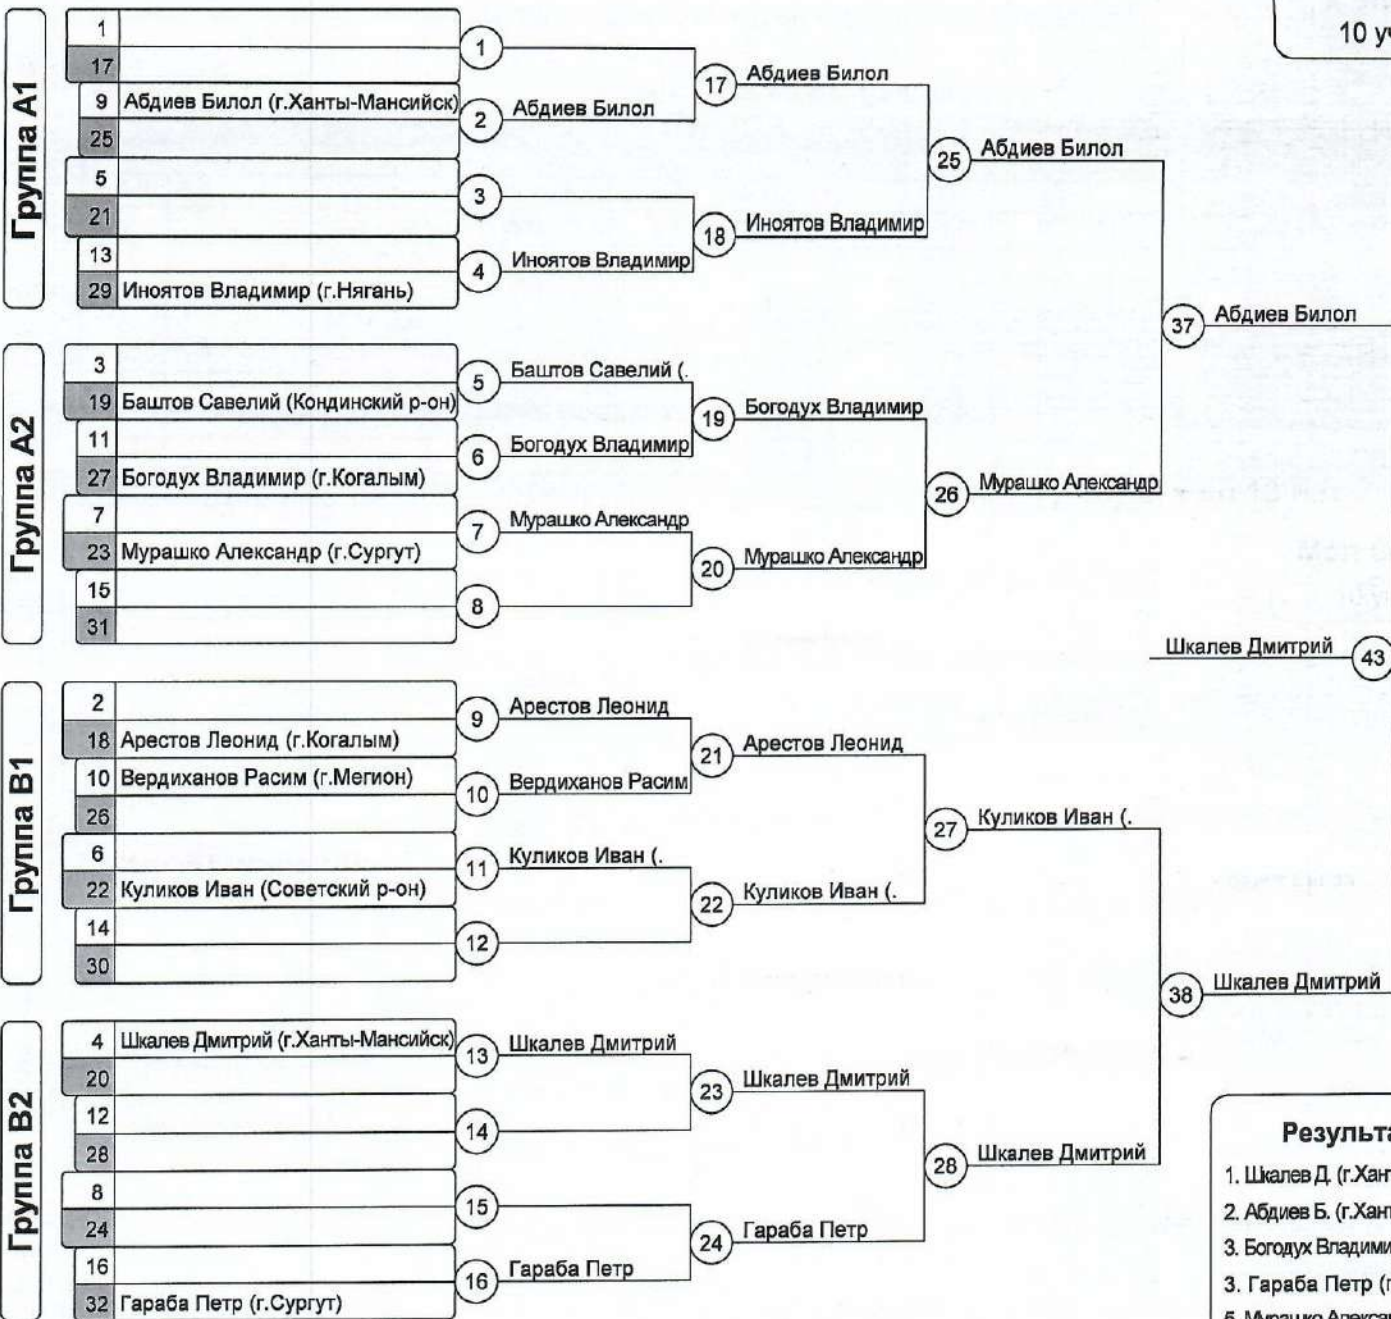 10 уч
Группа А1
1
17
9 Абдиев Билол (г.Ханты-Мансийск)
25
5
21
13
29 Иноятов Владимир (г.Нягань)
1
2 Абдиев Билол
3
4 Иноятов Владимир
17 Абдиев Билол
18 Иноятов Владимир
25 Абдиев Билол
37 Абдиев Билол
Группа А2
3
19 Баштов Савелий (Кондинский р-он)
11
27 Богодух Владимир (г.Когалым)
7
23 Мурашко Александр (г.Сургут)
15
31
5 Баштов Савелий (.
6 Богодух Владимир
7 Мурашко Александр
8
19 Богодух Владимир
20 Мурашко Александр
26 Мурашко Александр
Шкалев Дмитрий 43
Группа В1
2
18 Арестов Леонид (г.Когалым)
10 Вердиханов Расим (г.Мегион)
26
6
22 Куликов Иван (Советский р-он)
14
30
9 Арестов Леонид
10 Вердиханов Расим
11 Куликов Иван (.
12
21 Арестов Леонид
22 Куликов Иван (.
27 Куликов Иван (.
38 Шкалев Дмитрий
Группа В2
4 Шкалев Дмитрий (г.Ханты-Мансийск)
20
12
28
8
24
16
32 Гараба Петр (г.Сургут)
13 Шкалев Дмитрий
14
15
16 Гараба Петр
23 Шкалев Дмитрий
24 Гараба Петр
28 Шкалев Дмитрий
Результа
1. Шкалев Д. (г.Хант
2. Абдиев Б. (г.Хант
3. Богодух Владими
3. Гараба Петр (г
5. Мурашко Алексан